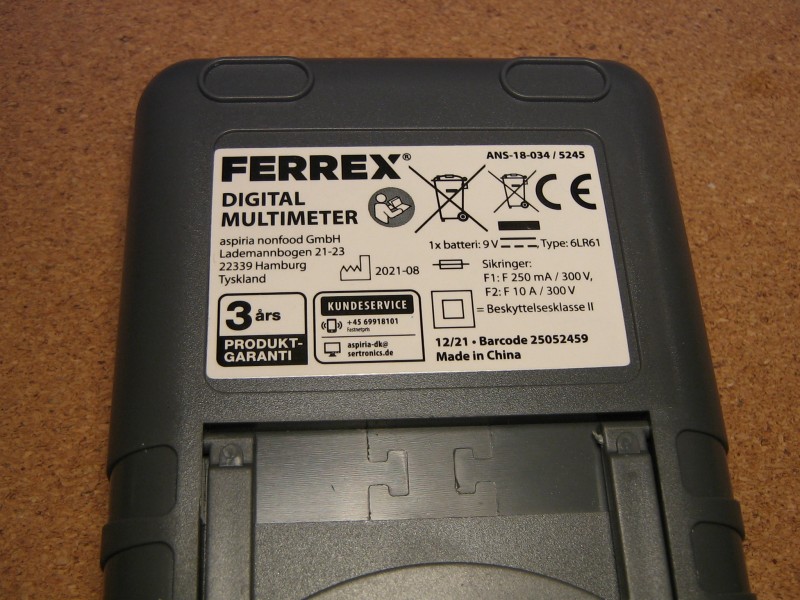 FERREX®
ANS-18-034 / 5245
DIGITAL
MULTIMETER
CE
aspiria nonfood GmbH
Lademannbogen 21-23
22339 Hamburg
Tyskland
2021-08
1x batteri: 9 V, Type: 6LR61
Sikringer:
F1: F 250 mA / 300 V,
F2: F 10 A / 300 V
= Beskyttelsesklasse II
3 års
PRODUKT-
GARANTI
KUNDESERVICE
+45 69918101
Fastnetpris
aspiria-dk@
sertronics.de
12/21 • Barcode 25052459
Made in China